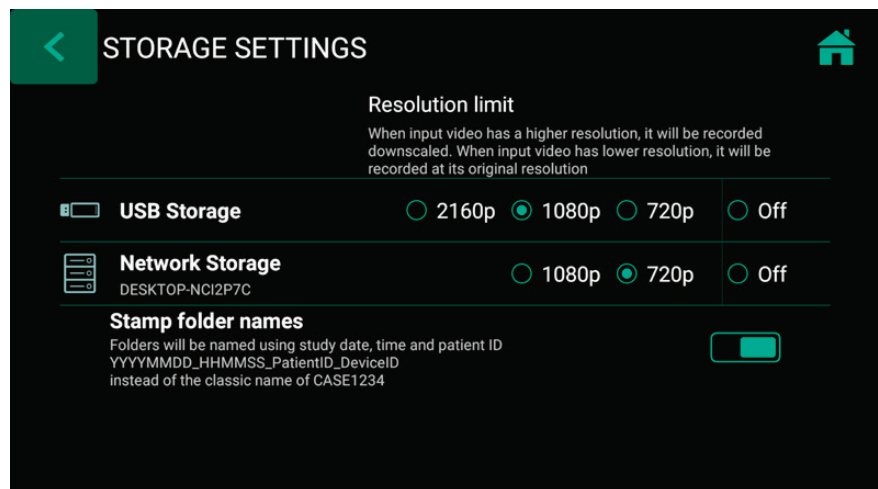 STORAGE SETTINGS
Resolution limit
When input video has a higher resolution, it will be recorded
downscaled. When input video has lower resolution, it will be
recorded at its original resolution
USB Storage 2160p 1080p 720p Off
Network Storage 1080p 720p Off
DESKTOP-NCI2P7C
Stamp folder names
Folders will be named using study date, time and patient ID
YYYYMMDD_HHMMSS_PatientID_DeviceID
instead of the classic name of CASE1234